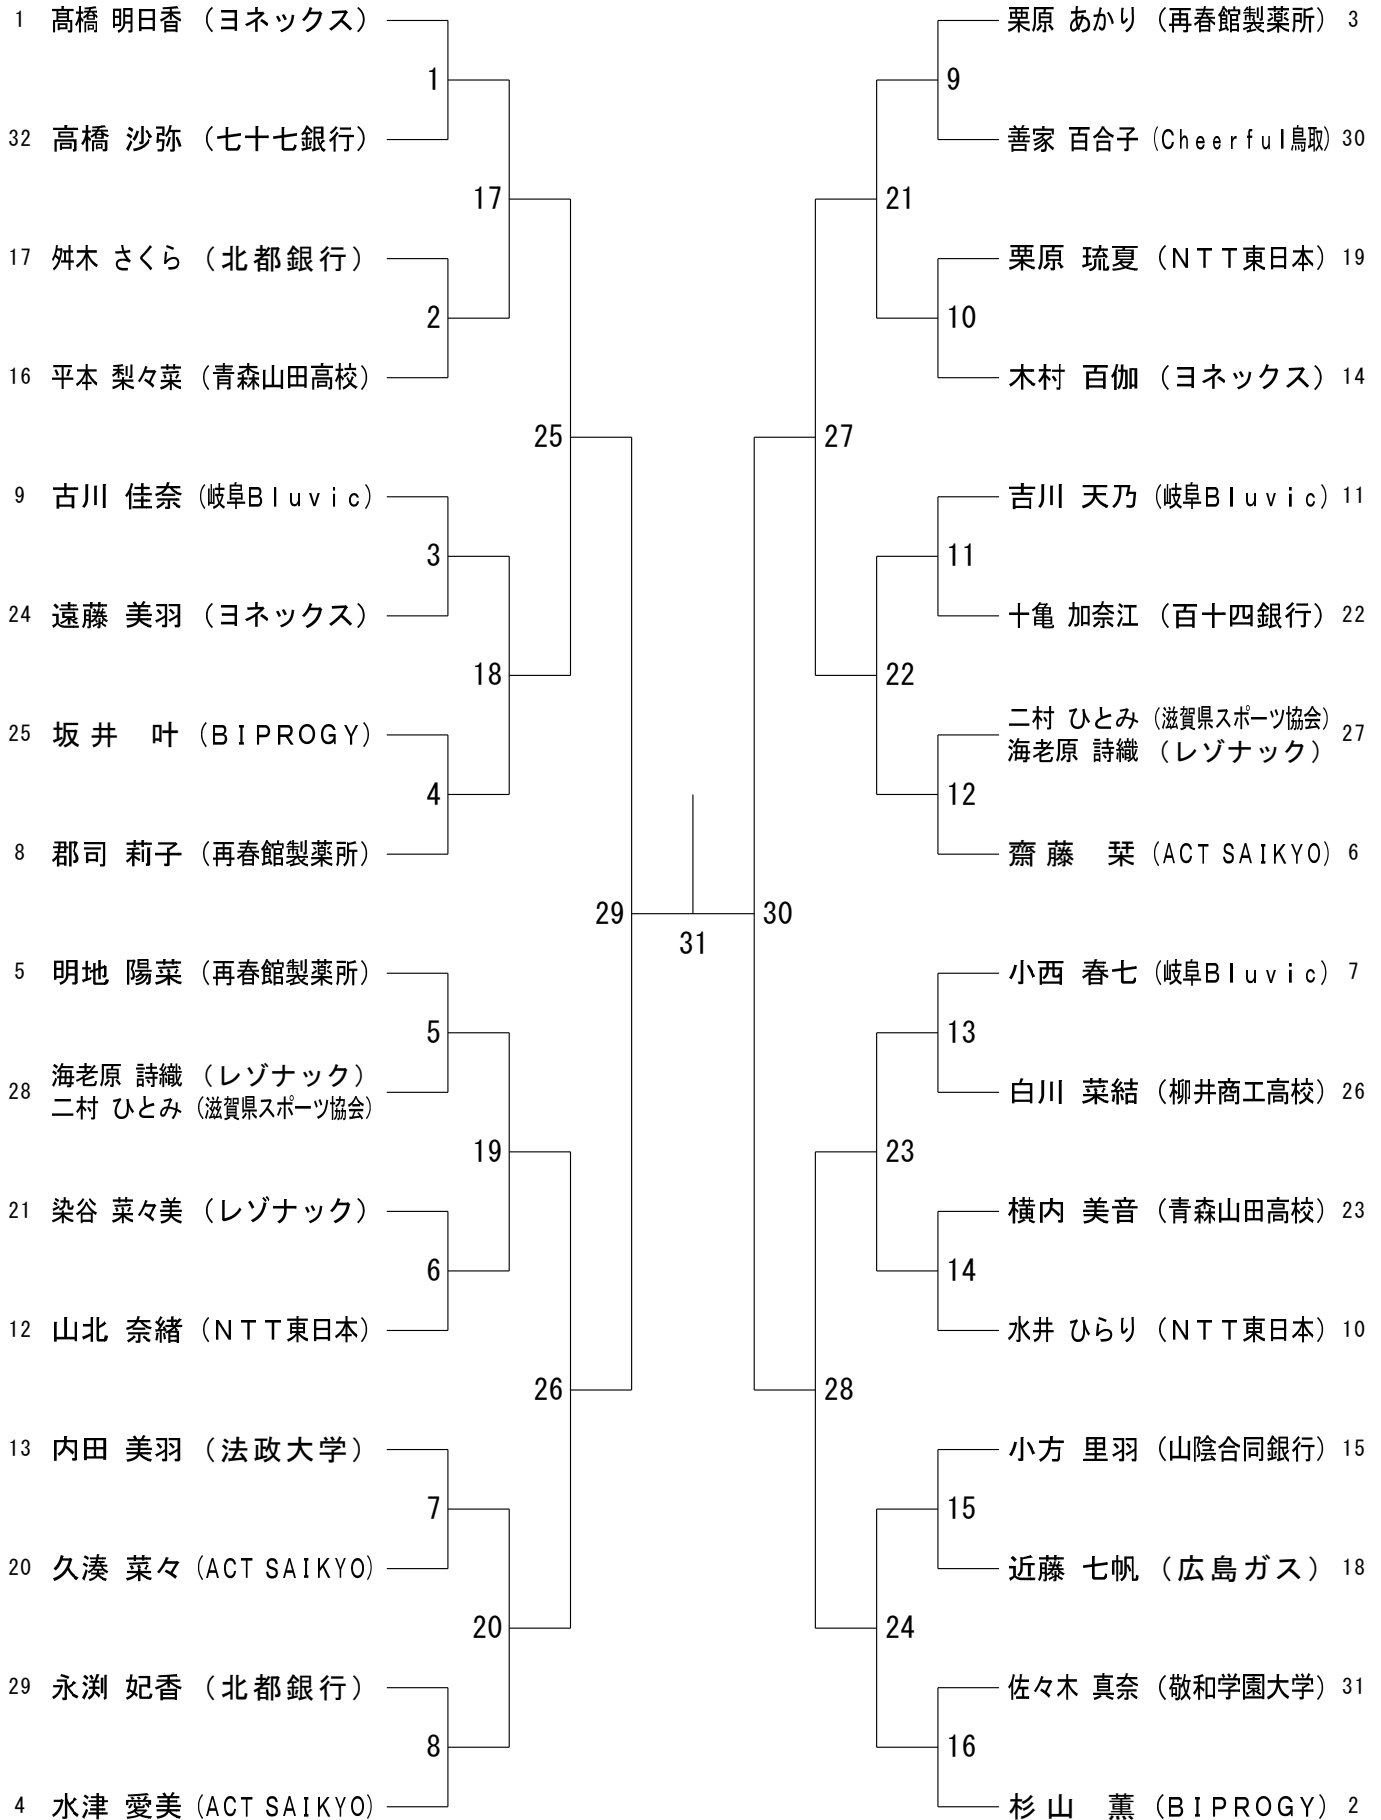 1 髙橋 明日香 (ヨネックス)
1
32 高橋 沙弥 (七十七銀行)
17
17 舛木 さくら (北都銀行)
2
16 平本 梨々菜 (青森山田高校)
25
9 古川 佳奈 (岐阜Bluvic)
3
24 遠藤 美羽 (ヨネックス)
18
25 坂井 叶 (BIPROGY)
4
8 郡司 莉子 (再春館製薬所)
29
5 明地 陽菜 (再春館製薬所)
5
28 海老原 詩織 (レゾナック)
二村 ひとみ (滋賀県スポーツ協会)
19
21 染谷 菜々美 (レゾナック)
6
12 山北 奈緒 (NTT東日本)
26
13 内田 美羽 (法政大学)
7
20 久湊 菜々 (ACT SAIKYO)
20
29 永渕 妃香 (北都銀行)
8
4 水津 愛美 (ACT SAIKYO)
31
栗原 あかり (再春館製薬所) 3
9
善家 百合子 (Cheerful鳥取) 30
21
栗原 琉夏 (NTT東日本) 19
10
木村 百伽 (ヨネックス) 14
27
吉川 天乃 (岐阜Bluvic) 11
11
十亀 加奈江 (百十四銀行) 22
22
二村 ひとみ (滋賀県スポーツ協会) 27
海老原 詩織 (レゾナック)
12
齋藤 栞 (ACT SAIKYO) 6
30
小西 春七 (岐阜Bluvic) 7
13
白川 菜結 (柳井商工高校) 26
23
横内 美音 (青森山田高校) 23
14
水井 ひらり (NTT東日本) 10
28
小方 里羽 (山陰合同銀行) 15
15
近藤 七帆 (広島ガス) 18
24
佐々木 真奈 (敬和学園大学) 31
16
杉山 薫 (BIPROGY) 2